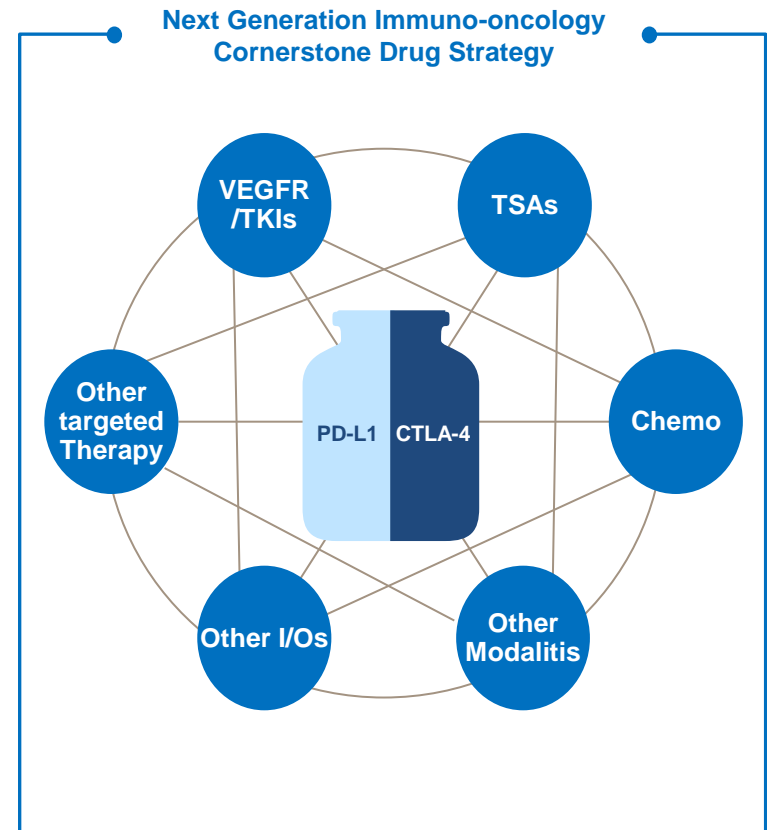 Next Generation Immuno-oncology
Cornerstone Drug Strategy
VEGFR
/TKIs
TSAs
Other
targeted
Therapy
PD-L1
CTLA-4
Chemo
Other I/Os
Other
Modalitis